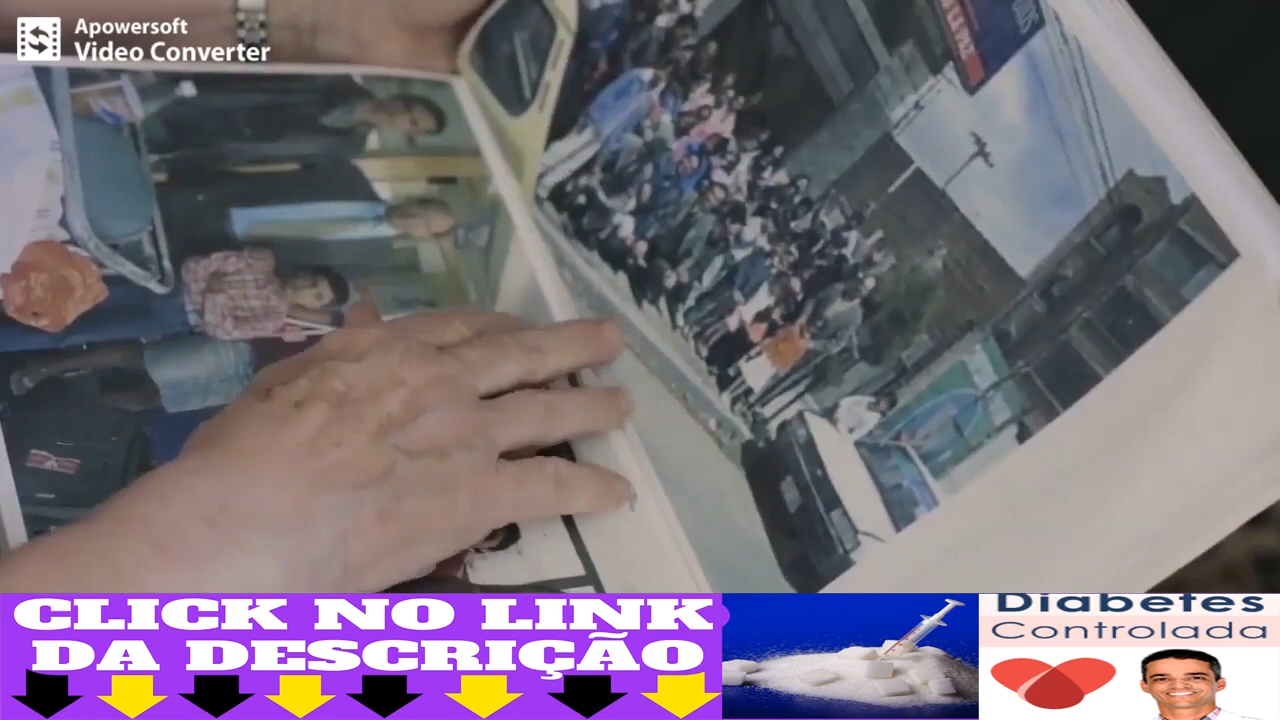 Apowersoft
Video Converter
CLICK NO LINK
DA DESCRIÇÃO
Diabetes
Controlada